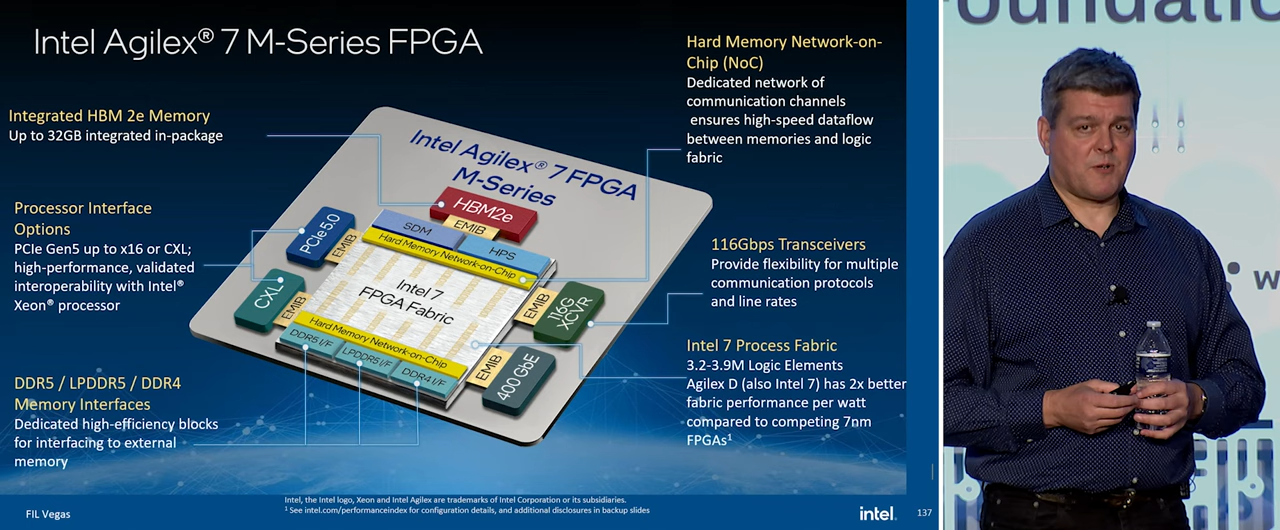 Intel Agilex® 7 M-Series FPGA
Integrated HBM 2e Memory
Up to 32GB integrated in-package
Processor Interface
Options
PCIe Gen5 up to x16 or CXL;
high-performance, validated
interoperability with Intel®
Xeon® processor
DDR5 / LPDDR5 / DDR4
Memory Interfaces
Dedicated high-efficiency blocks
for interfacing to external
memory
Intel Agilex® 7 FPGA
M-Series
HBM2e
EMIB
SDM
HPS
Hard Memory Network-on-Chip
PCIe 5.0
EMIB
CXL
EMIB
Intel 7
FPGA Fabric
EMIB
116G
XCVR
EMIB
400 GbE
Hard Memory Network-on-Chip
DDR5 I/F
LPDDR5 I/F
DDR4 I/F
Hard Memory Network-on-
Chip (NoC)
Dedicated network of
communication channels
ensures high-speed dataflow
between memories and logic
fabric
116Gbps Transceivers
Provide flexibility for multiple
communication protocols
and line rates
Intel 7 Process Fabric
3.2-3.9M Logic Elements
Agilex D (also Intel 7) has 2x better
fabric performance per watt
compared to competing 7nm
FPGAs¹
FIL Vegas
Intel, the Intel logo, Xeon and Intel Agilex are trademarks of Intel Corporation or its subsidiaries.
¹ See intel.com/performanceindex for configuration details, and additional disclosures in backup slides
intel.
137
oundatio
w